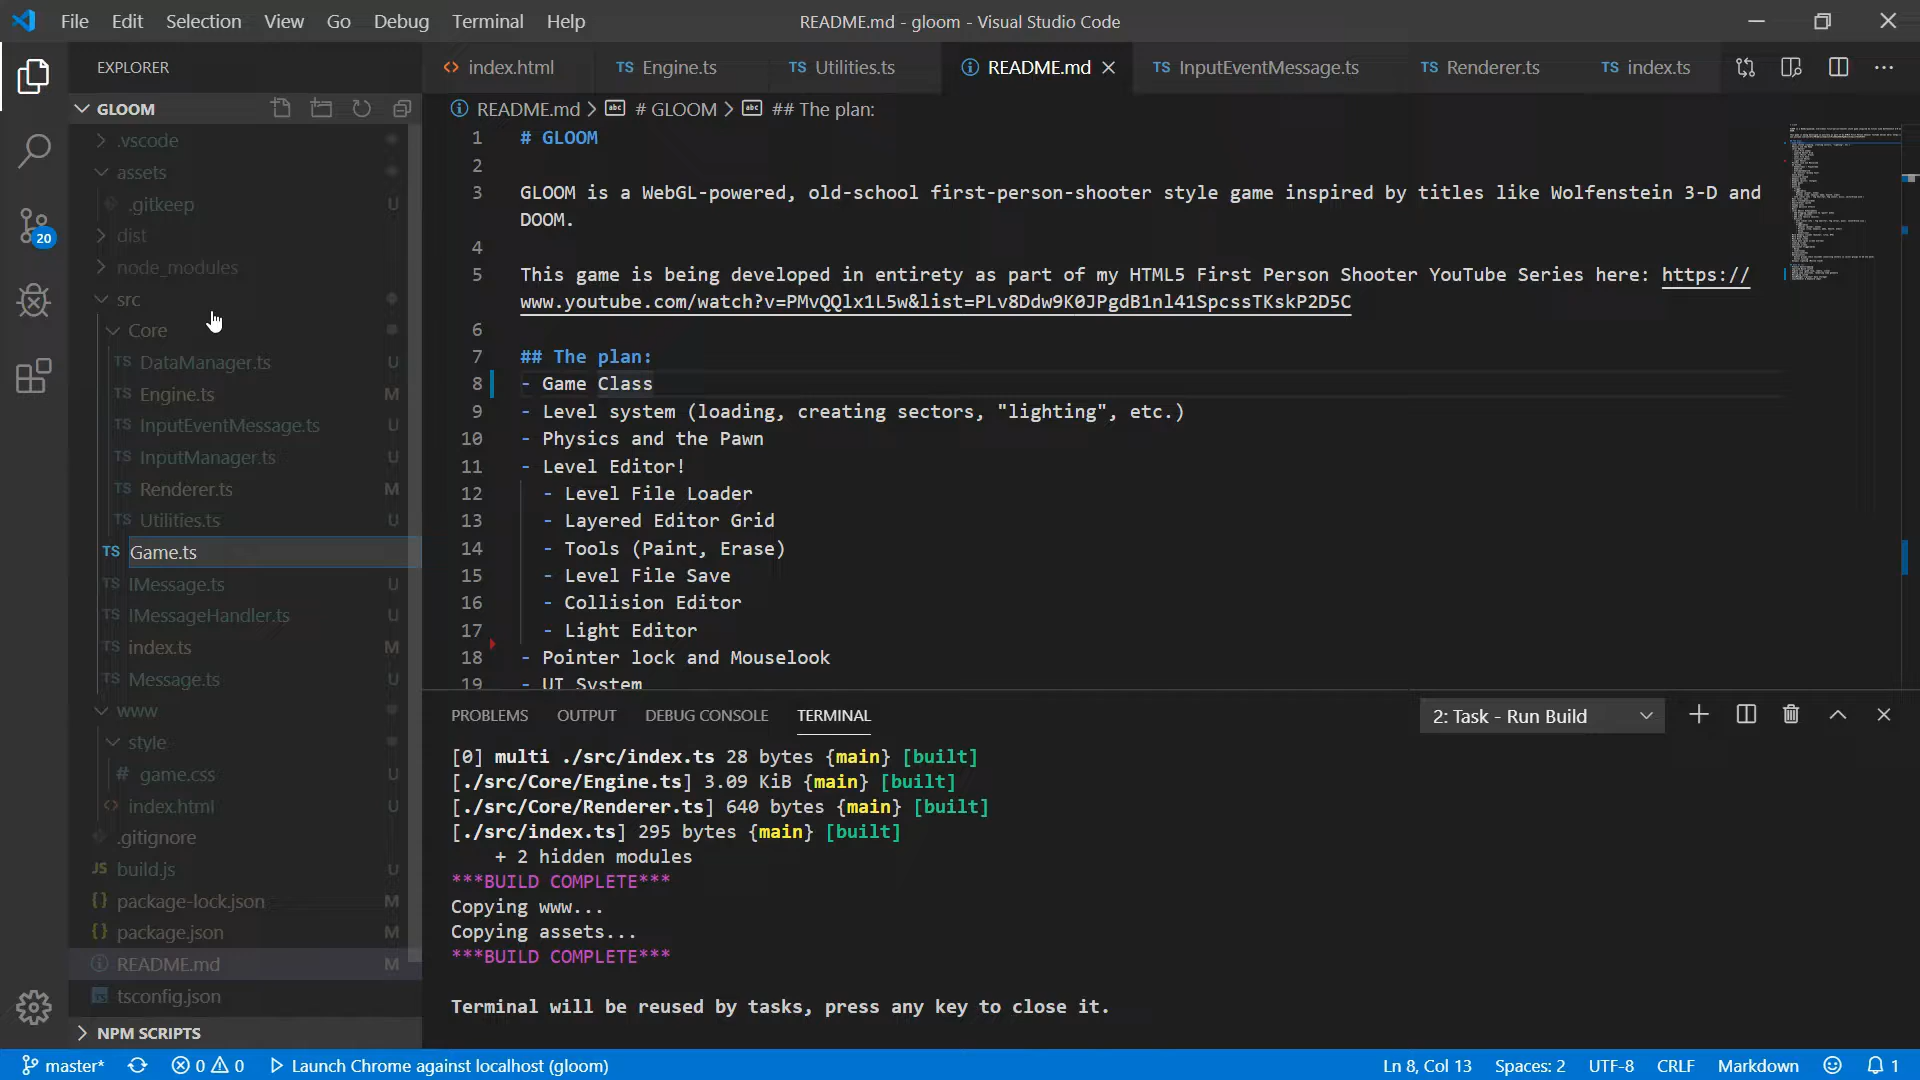 File Edit Selection View Go Debug Terminal Help
README.md - gloom - Visual Studio Code
EXPLORER
GLOOM
.vscode
assets
.gitkeep U
dist
node_modules
src
Core
TS DataManager.ts U
TS Engine.ts M
TS InputEventMessage.ts U
TS InputManager.ts U
TS Renderer.ts M
TS Utilities.ts U
TS Game.ts
TS IMessage.ts U
TS IMessageHandler.ts U
TS index.ts M
TS Message.ts U
www
style
# game.css U
<> index.html U
.gitignore
JS build.js U
{} package-lock.json M
{} package.json M
README.md M
tsconfig.json
NPM SCRIPTS
20
<> index.html TS Engine.ts TS Utilities.ts README.md TS InputEventMessage.ts TS Renderer.ts TS index.ts
README.md > abc # GLOOM > abc ## The plan:
1 # GLOOM
2
3 GLOOM is a WebGL-powered, old-school first-person-shooter style game inspired by titles like Wolfenstein 3-D and
DOOM.
4
5 This game is being developed in entirety as part of my HTML5 First Person Shooter YouTube Series here: https://
www.youtube.com/watch?v=PMvQQlx1L5w&list=PLv8Ddw9K0JPgdB1nl41SpcssTKskP2D5C
6
7 ## The plan:
8 - Game Class
9 - Level system (loading, creating sectors, "lighting", etc.)
10 - Physics and the Pawn
11 - Level Editor!
12 - Level File Loader
13 - Layered Editor Grid
14 - Tools (Paint, Erase)
15 - Level File Save
16 - Collision Editor
17 - Light Editor
18 - Pointer lock and Mouselook
19 - UI System
PROBLEMS OUTPUT DEBUG CONSOLE TERMINAL
2: Task - Run Build
[0] multi ./src/index.ts 28 bytes {main} [built]
[./src/Core/Engine.ts] 3.09 KiB {main} [built]
[./src/Core/Renderer.ts] 640 bytes {main} [built]
[./src/index.ts] 295 bytes {main} [built]
+ 2 hidden modules
***BUILD COMPLETE***
Copying www...
Copying assets...
***BUILD COMPLETE***
Terminal will be reused by tasks, press any key to close it.
master* 0 0 Launch Chrome against localhost (gloom)
Ln 8, Col 13 Spaces: 2 UTF-8 CRLF Markdown 1